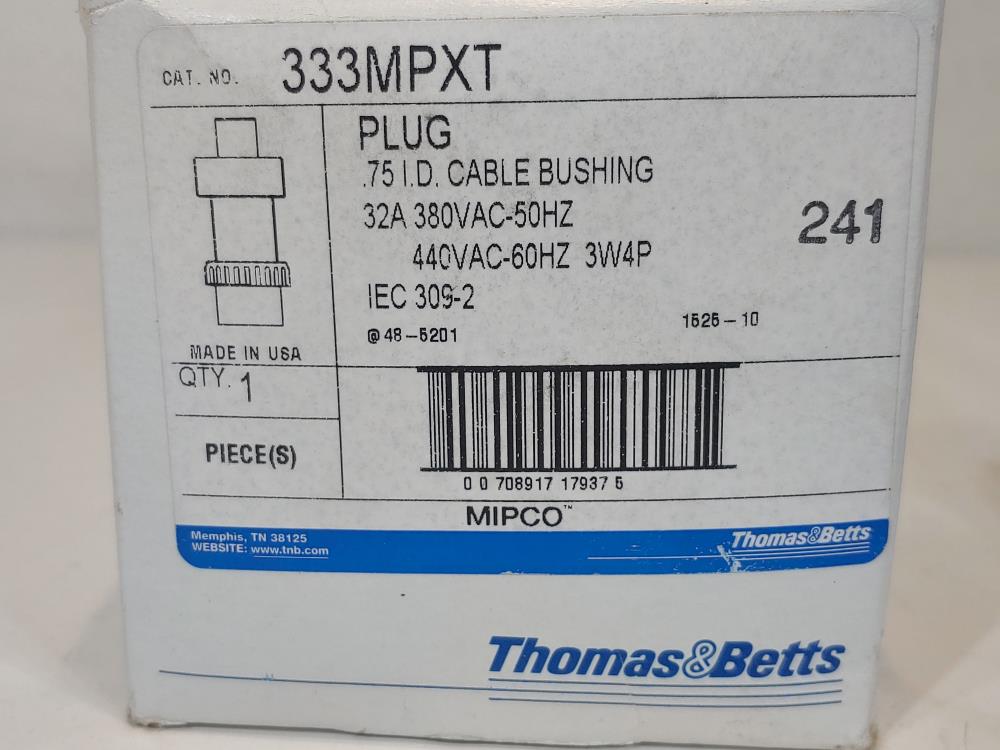 CAT. NO. 333MPXT
PLUG
.75 I.D. CABLE BUSHING
32A 380VAC-50HZ
440VAC-60HZ 3W4P
241
IEC 309-2
@ 48-5201
1525-10
MADE IN USA
QTY. 1
PIECE(S)
0 0 708917 17937 5
MIPCO™
Memphis, TN 38125
WEBSITE: www.tnb.com
Thomas&Betts
Thomas&Betts